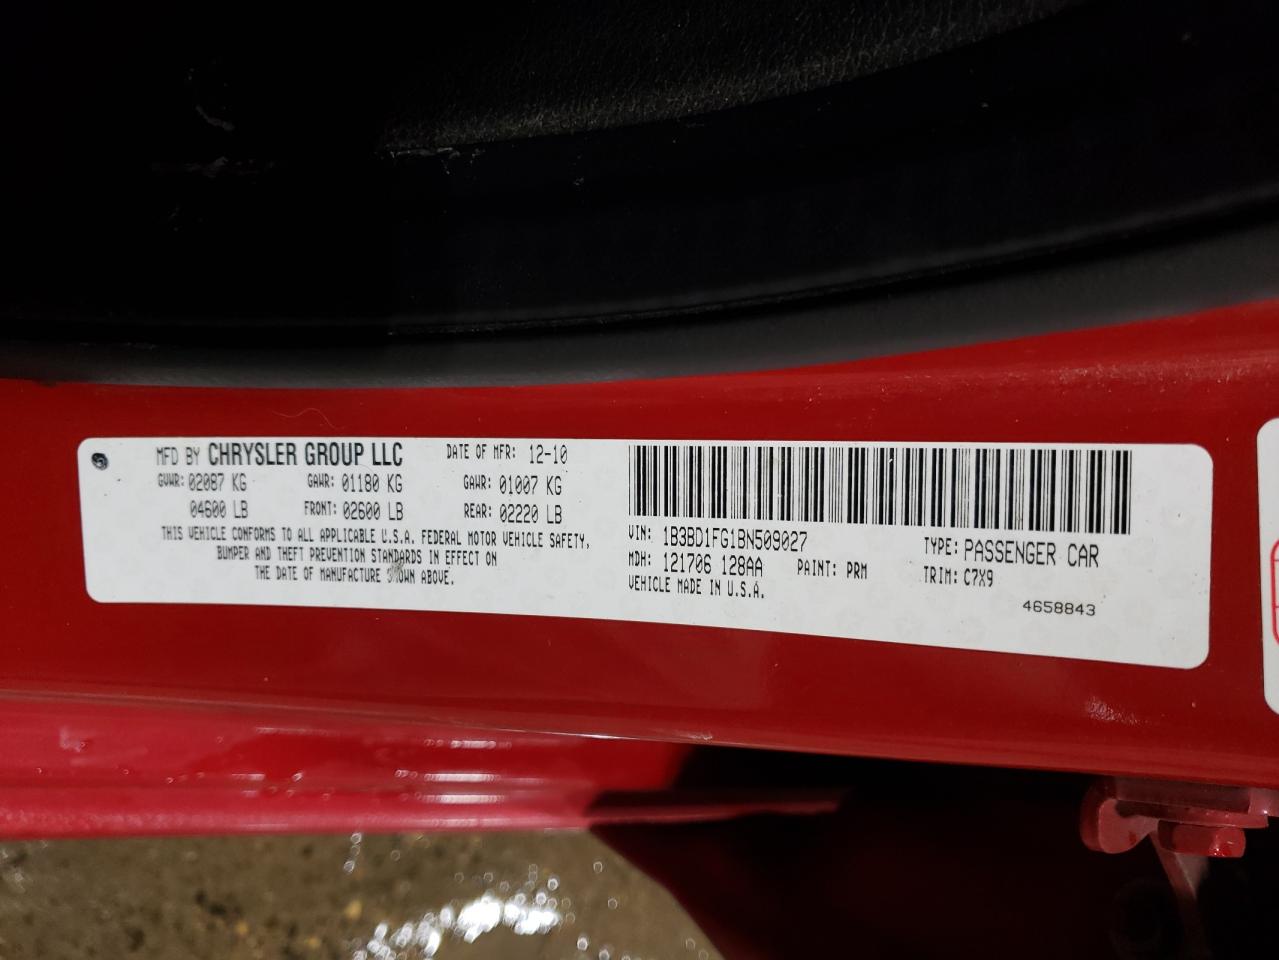 MFD BY CHRYSLER GROUP LLC DATE OF MFR: 12-10
GVWR: 02087 KG GAWR: 01180 KG GAWR: 01007 KG
04600 LB FRONT: 02600 LB REAR: 02220 LB
THIS VEHICLE CONFORMS TO ALL APPLICABLE U.S.A. FEDERAL MOTOR VEHICLE SAFETY,
BUMPER AND THEFT PREVENTION STANDARDS IN EFFECT ON
THE DATE OF MANUFACTURE SHOWN ABOVE.
VIN: 1B3BD1FG1BN509027 TYPE: PASSENGER CAR
MDH: 121706 128AA PAINT: PRM TRIM: C7X9
VEHICLE MADE IN U.S.A.
4658843